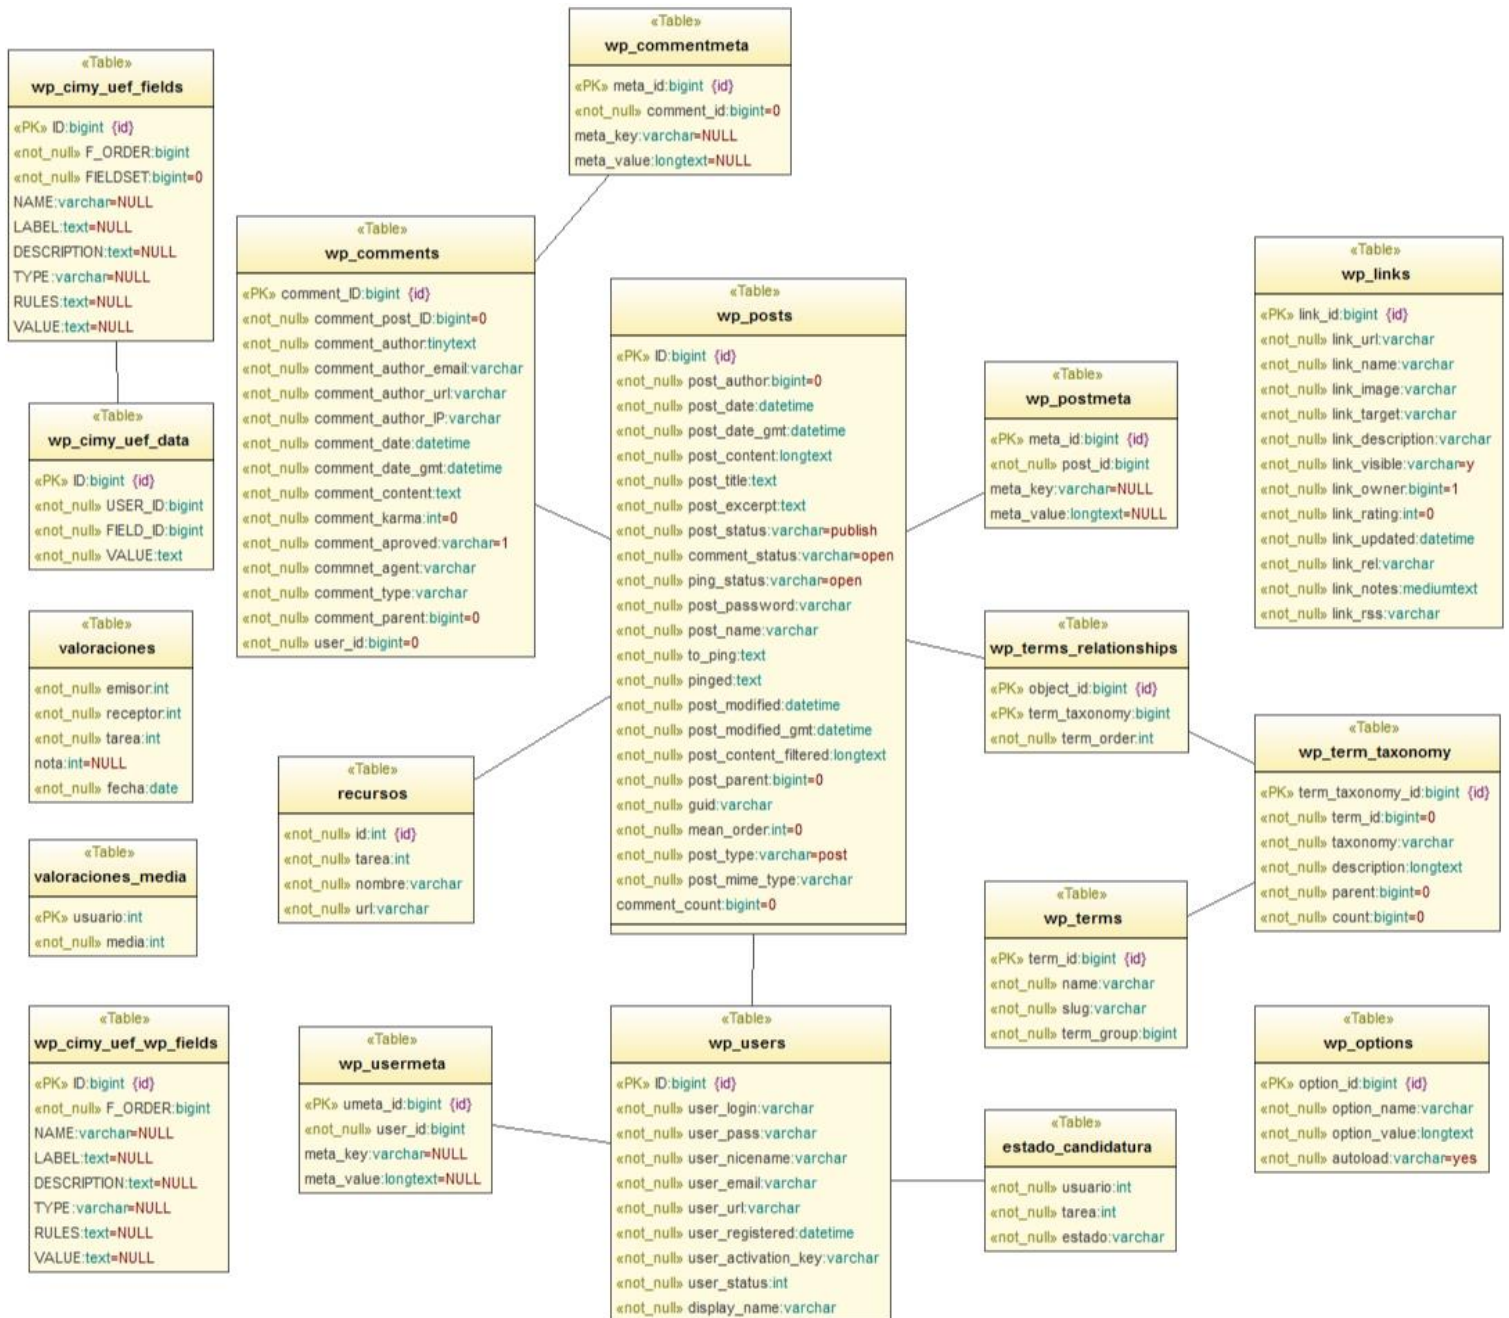 «Table»
wp_commentmeta
«PK» meta_id:bigint {id}
«not_null» comment_id:bigint=0
meta_key:varchar=NULL
meta_value:longtext=NULL
«Table»
wp_cimy_uef_fields
«PK» ID:bigint {id}
«not_null» F_ORDER:bigint
«not_null» FIELDSET:bigint=0
NAME:varchar=NULL
LABEL:text=NULL
DESCRIPTION:text=NULL
TYPE:varchar=NULL
RULES:text=NULL
VALUE:text=NULL
«Table»
wp_comments
«PK» comment_ID:bigint {id}
«not_null» comment_post_ID:bigint=0
«not_null» comment_author:tinytext
«not_null» comment_author_email:varchar
«not_null» comment_author_url:varchar
«not_null» comment_author_IP:varchar
«not_null» comment_date:datetime
«not_null» comment_date_gmt:datetime
«not_null» comment_content:text
«not_null» comment_karma:int=0
«not_null» comment_aproved:varchar=1
«not_null» commnet_agent:varchar
«not_null» comment_type:varchar
«not_null» comment_parent:bigint=0
«not_null» user_id:bigint=0
«Table»
wp_posts
«PK» ID:bigint {id}
«not_null» post_author:bigint=0
«not_null» post_date:datetime
«not_null» post_date_gmt:datetime
«not_null» post_content:longtext
«not_null» post_title:text
«not_null» post_excerpt:text
«not_null» post_status:varchar=publish
«not_null» comment_status:varchar=open
«not_null» ping_status:varchar=open
«not_null» post_password:varchar
«not_null» post_name:varchar
«not_null» to_ping:text
«not_null» pinged:text
«not_null» post_modified:datetime
«not_null» post_modified_gmt:datetime
«not_null» post_content_filtered:longtext
«not_null» post_parent:bigint=0
«not_null» guid:varchar
«not_null» mean_order:int=0
«not_null» post_type:varchar=post
«not_null» post_mime_type:varchar
comment_count:bigint=0
«Table»
wp_links
«PK» link_id:bigint {id}
«not_null» link_url:varchar
«not_null» link_name:varchar
«not_null» link_image:varchar
«not_null» link_target:varchar
«not_null» link_description:varchar
«not_null» link_visible:varchar=y
«not_null» link_owner:bigint=1
«not_null» link_rating:int=0
«not_null» link_updated:datetime
«not_null» link_rel:varchar
«not_null» link_notes:mediumtext
«not_null» link_rss:varchar
«Table»
wp_postmeta
«PK» meta_id:bigint {id}
«not_null» post_id:bigint
meta_key:varchar=NULL
meta_value:longtext=NULL
«Table»
wp_cimy_uef_data
«PK» ID:bigint {id}
«not_null» USER_ID:bigint
«not_null» FIELD_ID:bigint
«not_null» VALUE:text
«Table»
valoraciones
«not_null» emisor:int
«not_null» receptor:int
«not_null» tarea:int
nota:int=NULL
«not_null» fecha:date
«Table»
wp_terms_relationships
«PK» object_id:bigint {id}
«PK» term_taxonomy:bigint
«not_null» term_order:int
«Table»
wp_term_taxonomy
«PK» term_taxonomy_id:bigint {id}
«not_null» term_id:bigint=0
«not_null» taxonomy:varchar
«not_null» description:longtext
«not_null» parent:bigint=0
«not_null» count:bigint=0
«Table»
recursos
«not_null» id:int {id}
«not_null» tarea:int
«not_null» nombre:varchar
«not_null» url:varchar
«Table»
valoraciones_media
«PK» usuario:int
«not_null» media:int
«Table»
wp_terms
«PK» term_id:bigint {id}
«not_null» name:varchar
«not_null» slug:varchar
«not_null» term_group:bigint
«Table»
wp_cimy_uef_wp_fields
«PK» ID:bigint {id}
«not_null» F_ORDER:bigint
NAME:varchar=NULL
LABEL:text=NULL
DESCRIPTION:text=NULL
TYPE:varchar=NULL
RULES:text=NULL
VALUE:text=NULL
«Table»
wp_usermeta
«PK» umeta_id:bigint {id}
«not_null» user_id:bigint
meta_key:varchar=NULL
meta_value:longtext=NULL
«Table»
wp_users
«PK» ID:bigint {id}
«not_null» user_login:varchar
«not_null» user_pass:varchar
«not_null» user_nicename:varchar
«not_null» user_email:varchar
«not_null» user_url:varchar
«not_null» user_registered:datetime
«not_null» user_activation_key:varchar
«not_null» user_status:int
«not_null» display_name:varchar
«Table»
estado_candidatura
«not_null» usuario:int
«not_null» tarea:int
«not_null» estado:varchar
«Table»
wp_options
«PK» option_id:bigint {id}
«not_null» option_name:varchar
«not_null» option_value:longtext
«not_null» autoload:varchar=yes